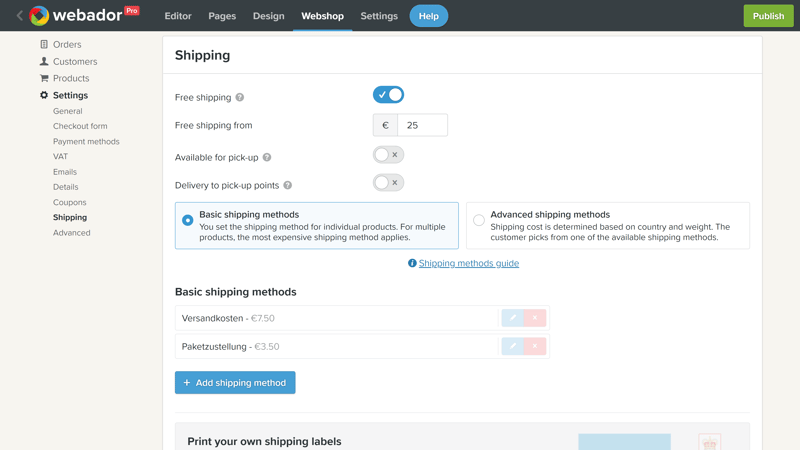 webador Pro Editor Pages Design Webshop Settings Help Publish
Orders
Customers
Products
Settings
General
Checkout form
Payment methods
VAT
Emails
Details
Coupons
Shipping
Advanced
Shipping
Free shipping ?
Free shipping from € 25
Available for pick-up ?
Delivery to pick-up points ?
Basic shipping methods
You set the shipping method for individual products. For multiple
products, the most expensive shipping method applies.
Advanced shipping methods
Shipping cost is determined based on country and weight. The
customer picks from one of the available shipping methods.
Shipping methods guide
Basic shipping methods
Versandkosten - €7.50
Paketzustellung - €3.50
+ Add shipping method
Print your own shipping labels